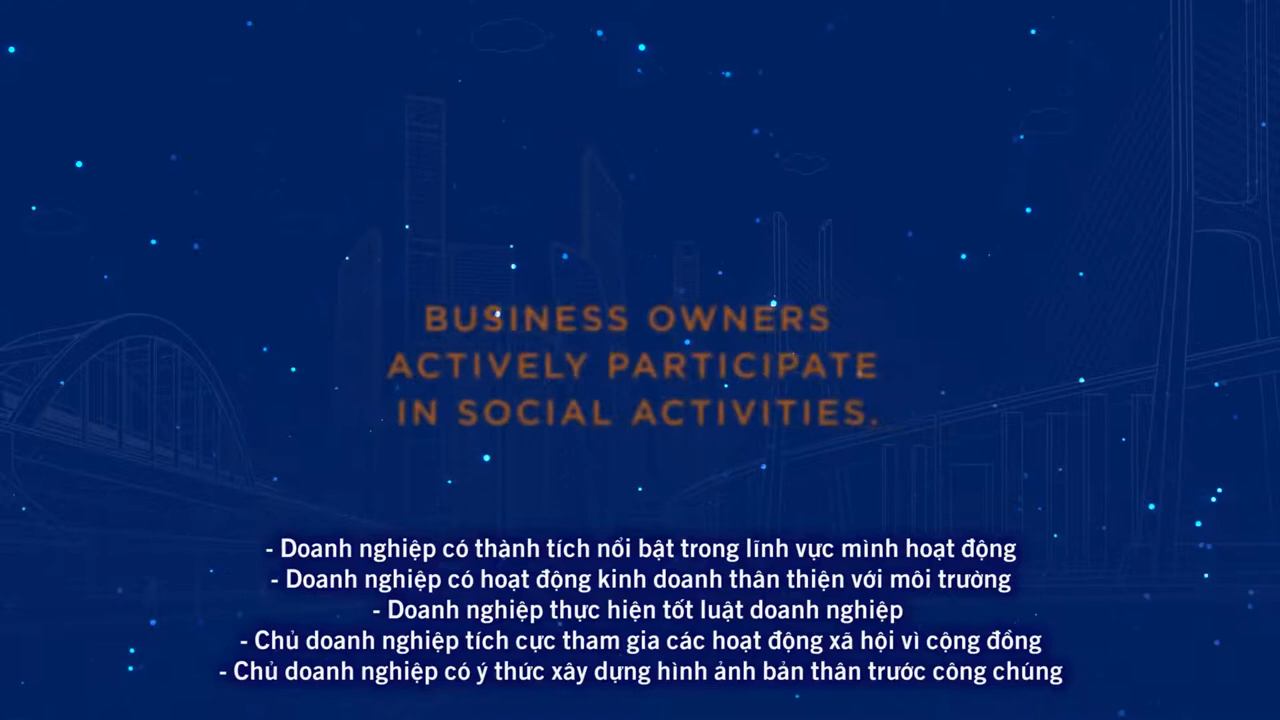 BUSINESS OWNERS
ACTIVELY PARTICIPATE
IN SOCIAL ACTIVITIES.
- Doanh nghiệp có thành tích nổi bật trong lĩnh vực mình hoạt động
- Doanh nghiệp có hoạt động kinh doanh thân thiện với môi trường
- Doanh nghiệp thực hiện tốt luật doanh nghiệp
- Chủ doanh nghiệp tích cực tham gia các hoạt động xã hội vì cộng đồng
- Chủ doanh nghiệp có ý thức xây dựng hình ảnh bản thân trước công chúng